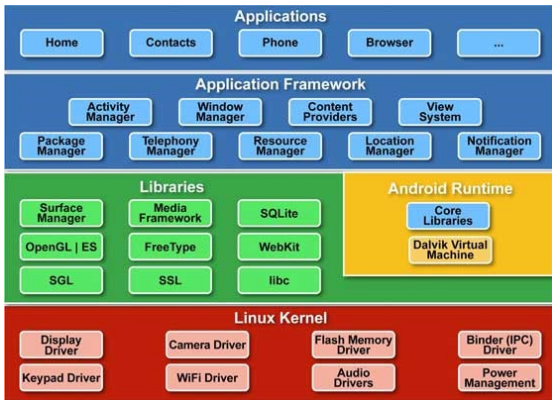 Applications
Home
Contacts
Phone
Browser
...
Application Framework
Activity
Manager
Window
Manager
Content
Providers
View
System
Package
Manager
Telephony
Manager
Resource
Manager
Location
Manager
Notification
Manager
Libraries
Surface
Manager
Media
Framework
SQLite
OpenGL | ES
FreeType
WebKit
SGL
SSL
libc
Android Runtime
Core
Libraries
Dalvik Virtual
Machine
Linux Kernel
Display
Driver
Camera Driver
Flash Memory
Driver
Binder (IPC)
Driver
Keypad Driver
WiFi Driver
Audio
Drivers
Power
Management